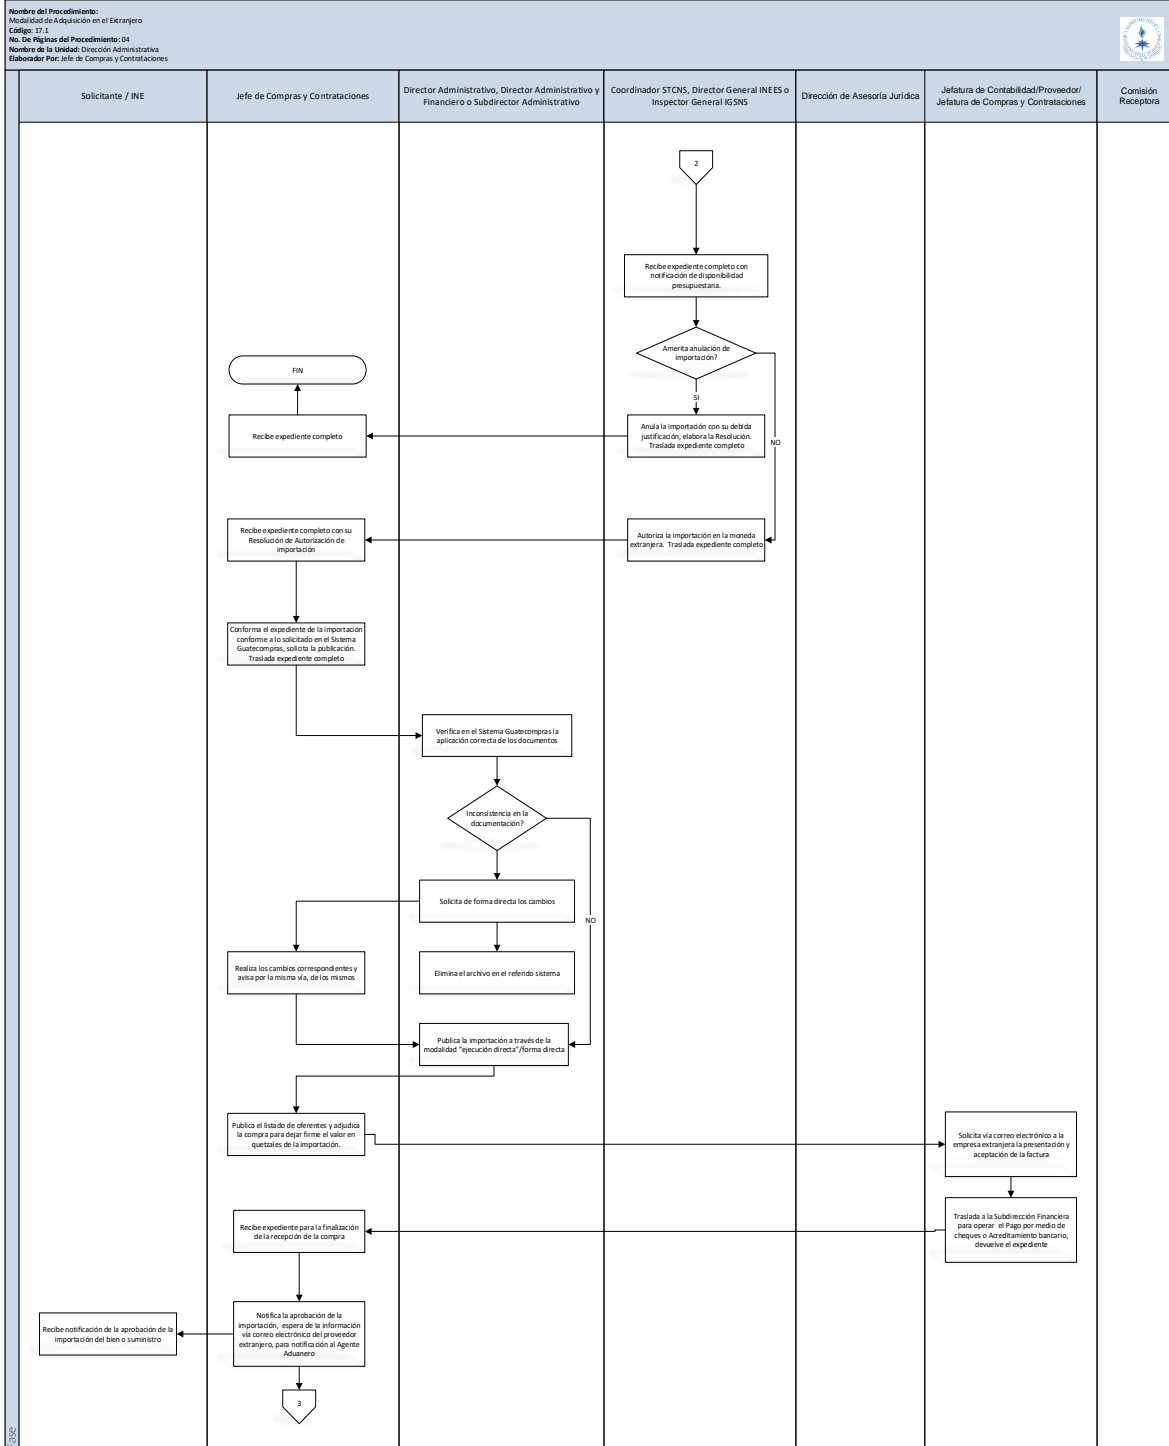 Nombre del Procedimiento:
Modalidad de Adquisición en el Extranjero
Código: 17.1
No. De Páginas del Procedimiento: 04
Nombre de la Unidad: Dirección Administrativa
Elaborador Por: Jefe de Compras y Contrataciones
Solicitante / INE
Jefe de Compras y Contrataciones
Director Administrativo, Director Administrativo y
Financiero o Subdirector Administrativo
Coordinador STCNS, Director General INEES o
Inspector General IGSNS
Dirección de Asesoría Jurídica
Jefatura de Contabilidad/Proveedor/
Jefatura de Compras y Contrataciones
Comisión
Receptora
2
Recibe expediente completo con
notificación de disponibilidad
presupuestaria.
Amerita anulación de
importación?
FIN
SI
Recibe expediente completo
Anula la importación con su debida
justificación, elabora la Resolución.
Traslada expediente completo
NO
Recibe expediente completo con su
Resolución de Autorización de
importación
Autoriza la importación en la moneda
extranjera. Traslada expediente completo
Conforma el expediente de la importación
conforme a lo solicitado en el Sistema
Guatecompras, solicita la publicación.
Traslada expediente completo
Verifica en el Sistema Guatecompras la
aplicación correcta de los documentos
Inconsistencia en la
documentación?
Solicita de forma directa los cambios
NO
Realiza los cambios correspondientes y
avisa por la misma vía, de los mismos
Elimina el archivo en el referido sistema
Publica la importación a través de la
modalidad "ejecución directa"/forma directa
Publica el listado de oferentes y adjudica
la compra para dejar firme el valor en
quetzales de la importación.
Solicita vía correo electrónico a la
empresa extranjera la presentación y
aceptación de la factura
Recibe expediente para la finalización
de la recepción de la compra
Traslada a la Subdirección Financiera
para operar el Pago por medio de
cheques o Acreditamiento bancario,
devuelve el expediente
Recibe notificación de la aprobación de la
importación del bien o suministro
Notifica la aprobación de la
importación, espera de la información
vía correo electrónico del proveedor
extranjero, para notificación al Agente
Aduanero
3
Fase